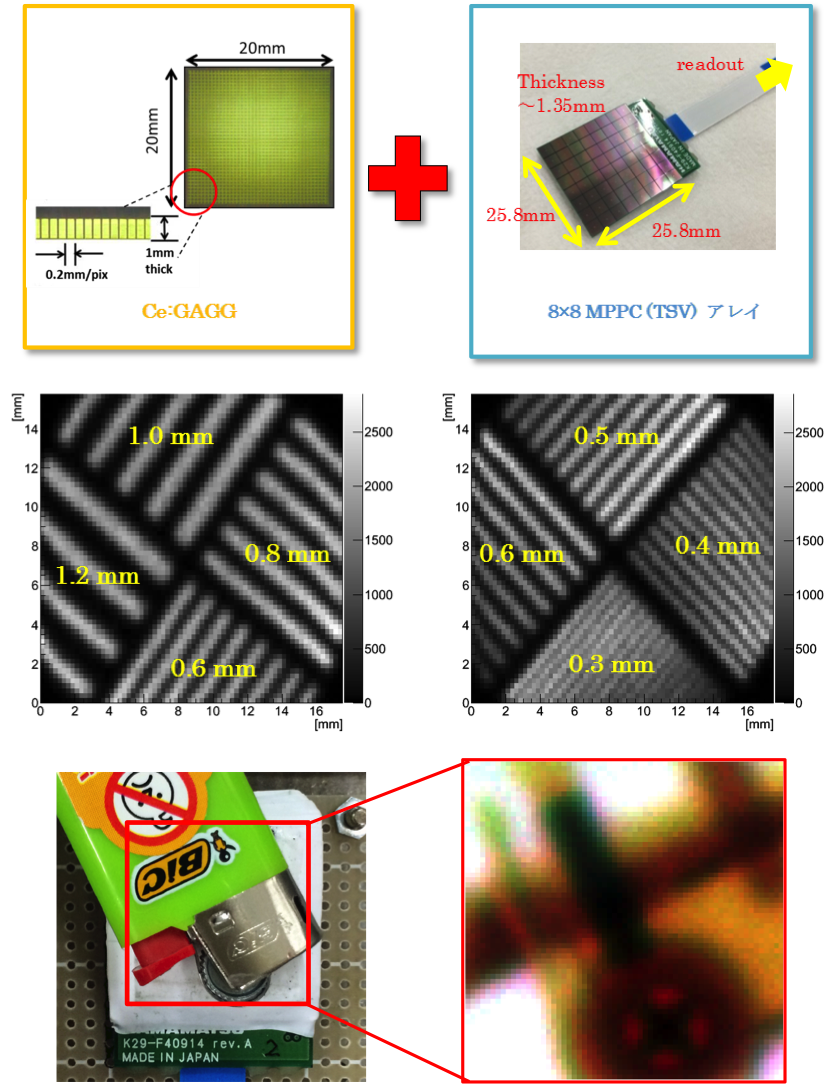 20mm
20mm
0.2mm/pix
1mm
thick
Ce:GAGG
readout
Thickness
～1.35mm
25.8mm
25.8mm
8×8 MPPC (TSV) アレイ
[mm]
14
12
10
8
6
4
2
0
0 2 4 6 8 10 12 14 16
[mm]
2500
2000
1500
1000
500
0
1.0 mm
0.8 mm
1.2 mm
0.6 mm
[mm]
14
12
10
8
6
4
2
0
0 2 4 6 8 10 12 14 16
[mm]
2500
2000
1500
1000
500
0
0.5 mm
0.6 mm
0.4 mm
0.3 mm
BIC
K29-F40914 rev.A
MADE IN JAPAN
2 8